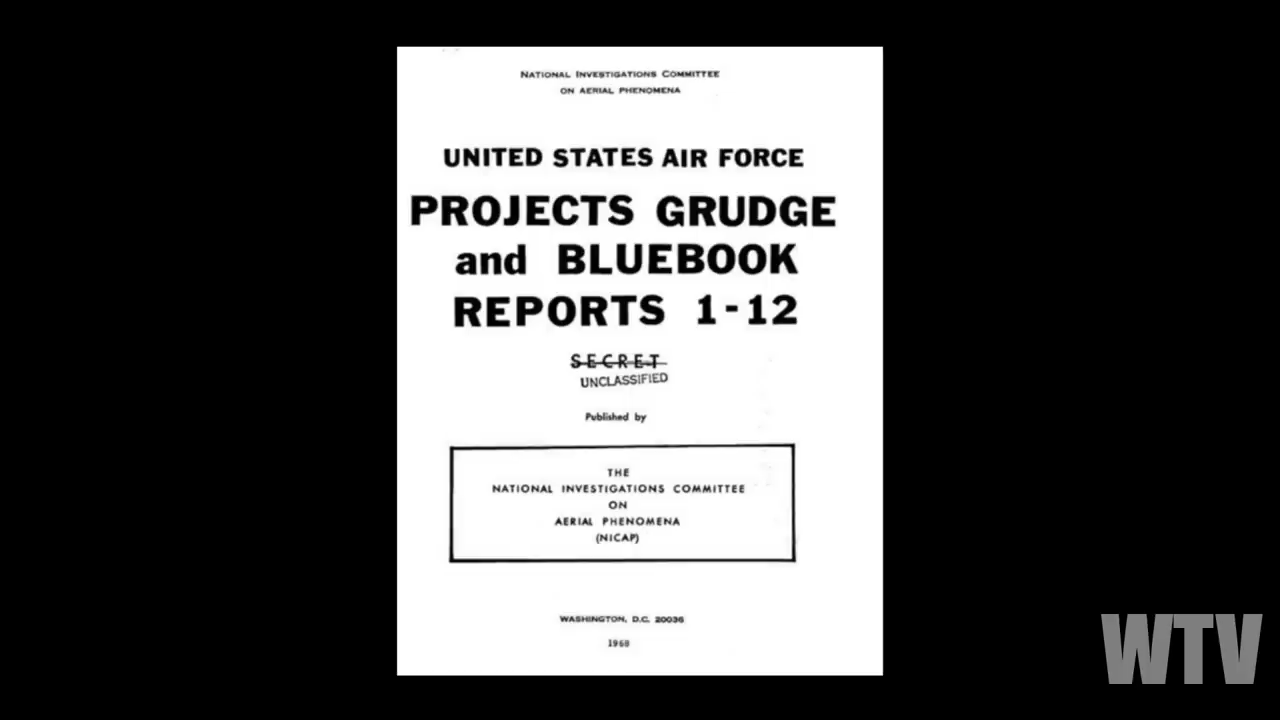 NATIONAL INVESTIGATIONS COMMITTEE
ON AERIAL PHENOMENA
UNITED STATES AIR FORCE
PROJECTS GRUDGE
and BLUEBOOK
REPORTS 1-12
SECRET
UNCLASSIFIED
Published by
THE
NATIONAL INVESTIGATIONS COMMITTEE
ON
AERIAL PHENOMENA
(NICAP)
WASHINGTON, D.C. 20036
1968
WTV